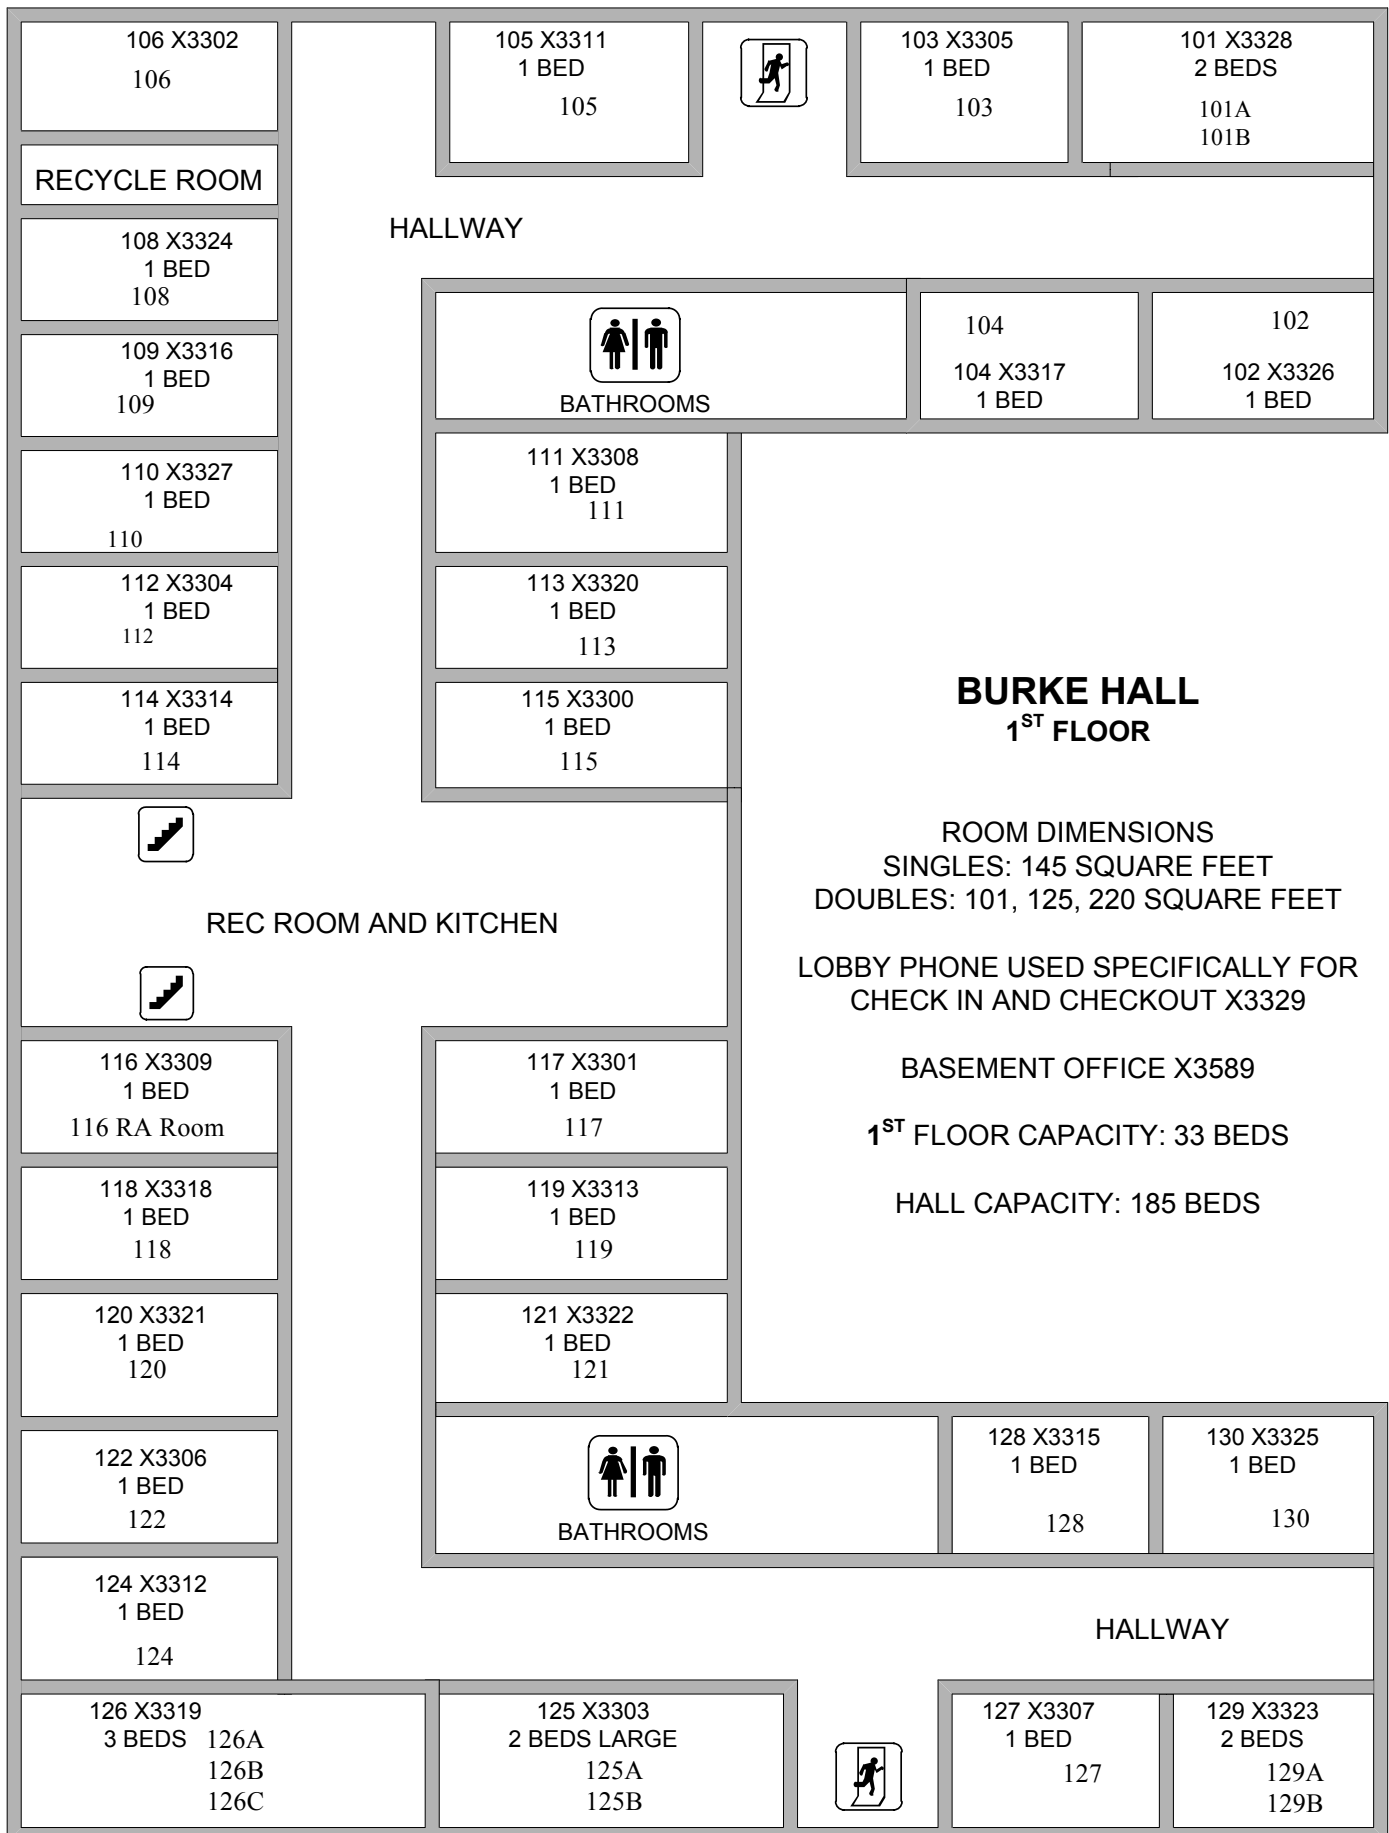 106 X3302
106
105 X3311
1 BED
105
103 X3305
1 BED
103
101 X3328
2 BEDS
101A
101B
RECYCLE ROOM
HALLWAY
108 X3324
1 BED
108
109 X3316
1 BED
109
BATHROOMS
104
104 X3317
1 BED
102
102 X3326
1 BED
110 X3327
1 BED
110
111 X3308
1 BED
111
112 X3304
1 BED
112
113 X3320
1 BED
113
114 X3314
1 BED
114
115 X3300
1 BED
115
BURKE HALL
1ST FLOOR
ROOM DIMENSIONS
SINGLES: 145 SQUARE FEET
DOUBLES: 101, 125, 220 SQUARE FEET
LOBBY PHONE USED SPECIFICALLY FOR
CHECK IN AND CHECKOUT X3329
BASEMENT OFFICE X3589
1ST FLOOR CAPACITY: 33 BEDS
HALL CAPACITY: 185 BEDS
REC ROOM AND KITCHEN
116 X3309
1 BED
116 RA Room
117 X3301
1 BED
117
118 X3318
1 BED
118
119 X3313
1 BED
119
120 X3321
1 BED
120
121 X3322
1 BED
121
122 X3306
1 BED
122
BATHROOMS
128 X3315
1 BED
128
130 X3325
1 BED
130
124 X3312
1 BED
124
HALLWAY
126 X3319
3 BEDS 126A
126B
126C
125 X3303
2 BEDS LARGE
125A
125B
127 X3307
1 BED
127
129 X3323
2 BEDS
129A
129B